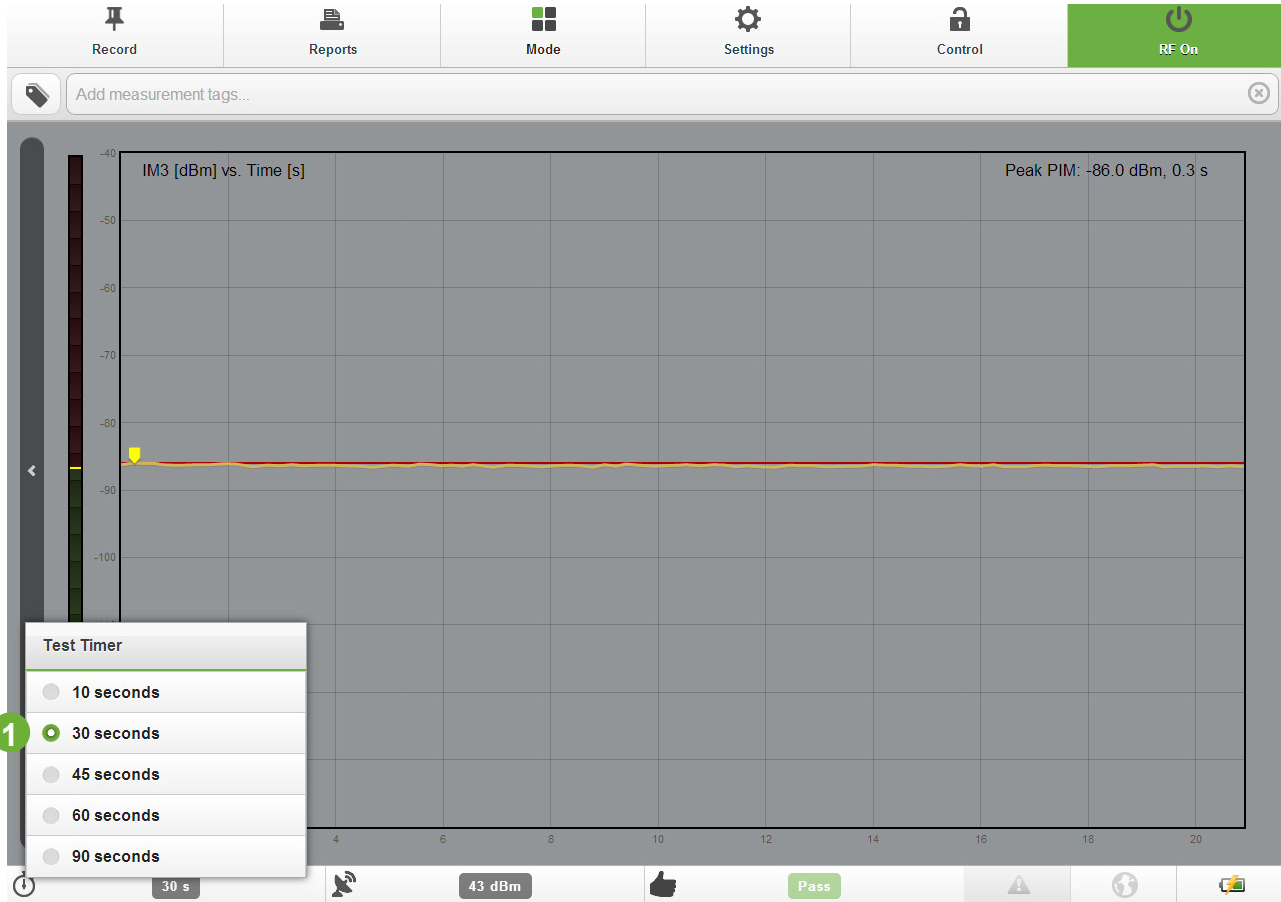 Record Reports Mode Settings Control RF On
Add measurement tags...
IM3 [dBm] vs. Time [s] Peak PIM: -86.0 dBm, 0.3 s
-40
-50
-60
-70
-80
-90
-100
Test Timer
10 seconds
1 30 seconds
45 seconds
60 seconds
90 seconds
4 6 8 10 12 14 16 18 20
30 s 43 dBm Pass